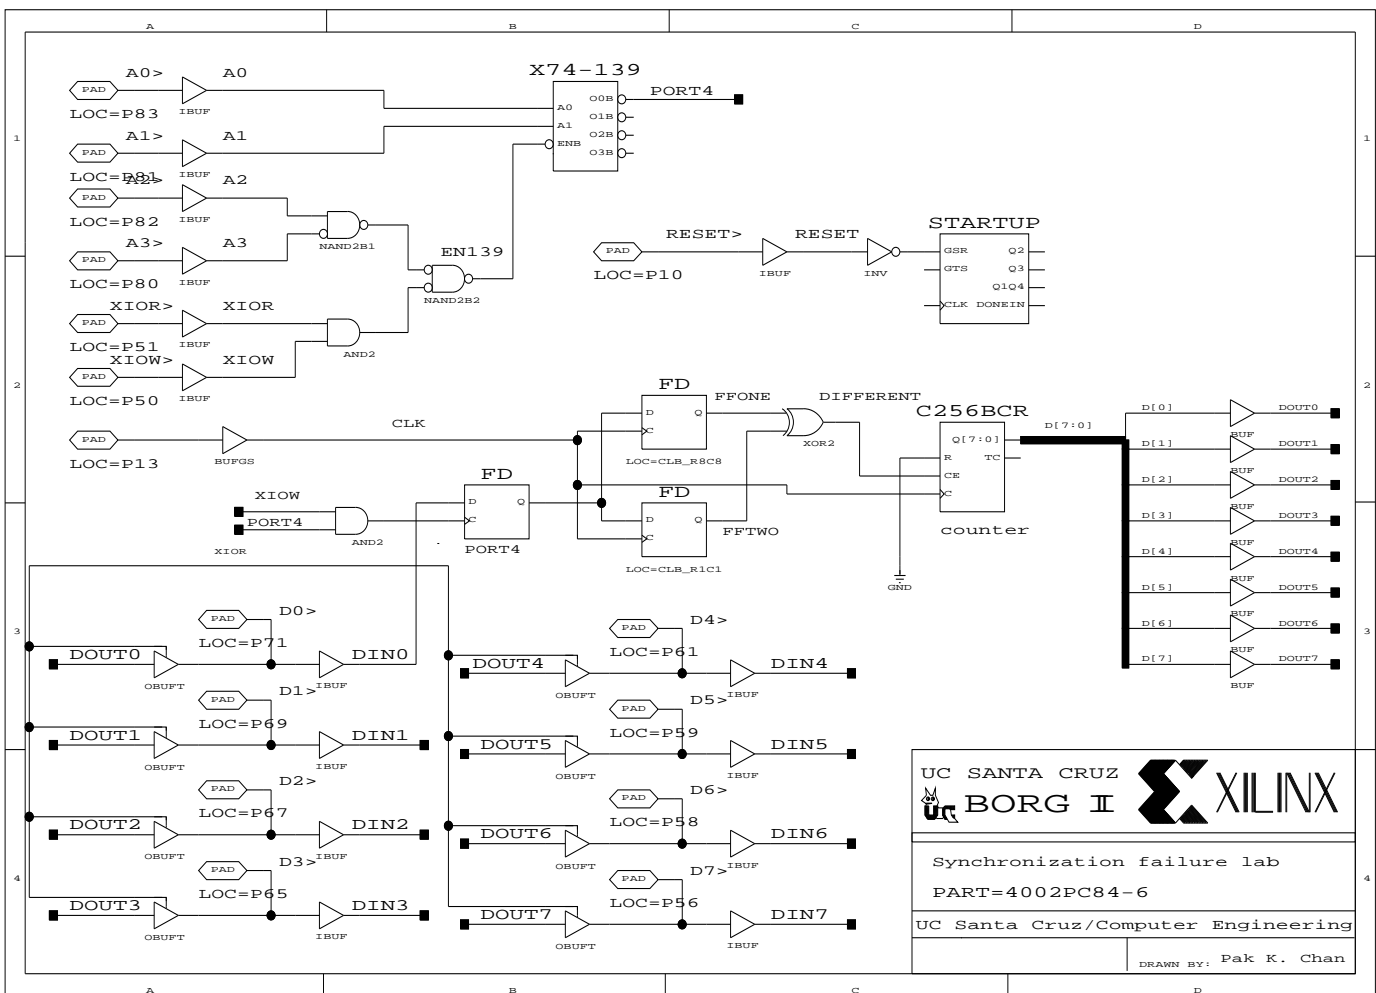 A B C D
X74-139
A0> A0
PAD
LOC=P83
IBUF
A0 O0B PORT4
A1 O1B
ENB O2B
O3B
1 1
A1> A1
PAD
LOC=P81
IBUF
A2> A2
PAD
LOC=P82
IBUF
NAND2B1
A3> A3
PAD
LOC=P80
IBUF
EN139
NAND2B2
XIOR> XIOR
PAD
LOC=P51
IBUF
AND2
XIOW> XIOW
PAD
LOC=P50
IBUF
RESET> RESET
PAD
LOC=P10
IBUF
INV
STARTUP
GSR Q2
GTS Q3
Q1Q4
CLK DONEIN
2 2
CLK
PAD
LOC=P13
BUFGS
FD
D Q
C
LOC=CLB_R8C8
FFONE
DIFFERENT
XOR2
C256BCR
Q[7:0]
R TC
CE
C
counter
GND
D[7:0]
D[0] DOUT0
BUF
D[1] DOUT1
BUF
D[2] DOUT2
BUF
D[3] DOUT3
BUF
D[4] DOUT4
BUF
D[5] DOUT5
BUF
D[6] DOUT6
BUF
D[7] DOUT7
BUF
XIOW
PORT4
XIOR
AND2
FD
D Q
C
PORT4
FD
D Q
C
LOC=CLB_R1C1
FFTWO
3 3
D0>
PAD
LOC=P71
DOUT0 DIN0
OBUFT IBUF
D1>
PAD
LOC=P69
DOUT1 DIN1
OBUFT IBUF
D2>
PAD
LOC=P67
DOUT2 DIN2
OBUFT IBUF
D3>
PAD
LOC=P65
DOUT3 DIN3
OBUFT IBUF
D4>
PAD
LOC=P61
DOUT4 DIN4
OBUFT IBUF
D5>
PAD
LOC=P59
DOUT5 DIN5
OBUFT IBUF
D6>
PAD
LOC=P58
DOUT6 DIN6
OBUFT IBUF
D7>
PAD
LOC=P56
DOUT7 DIN7
OBUFT IBUF
4 4
UC SANTA CRUZ
UC BORG II
XILINX
Synchronization failure lab
PART=4002PC84-6
UC Santa Cruz/Computer Engineering
DRAWN BY: Pak K. Chan
A B C D